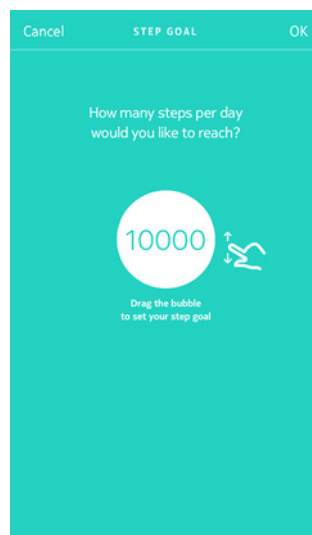 Cancel STEP GOAL OK
How many steps per day
would you like to reach?
10000
Drag the bubble
to set your step goal